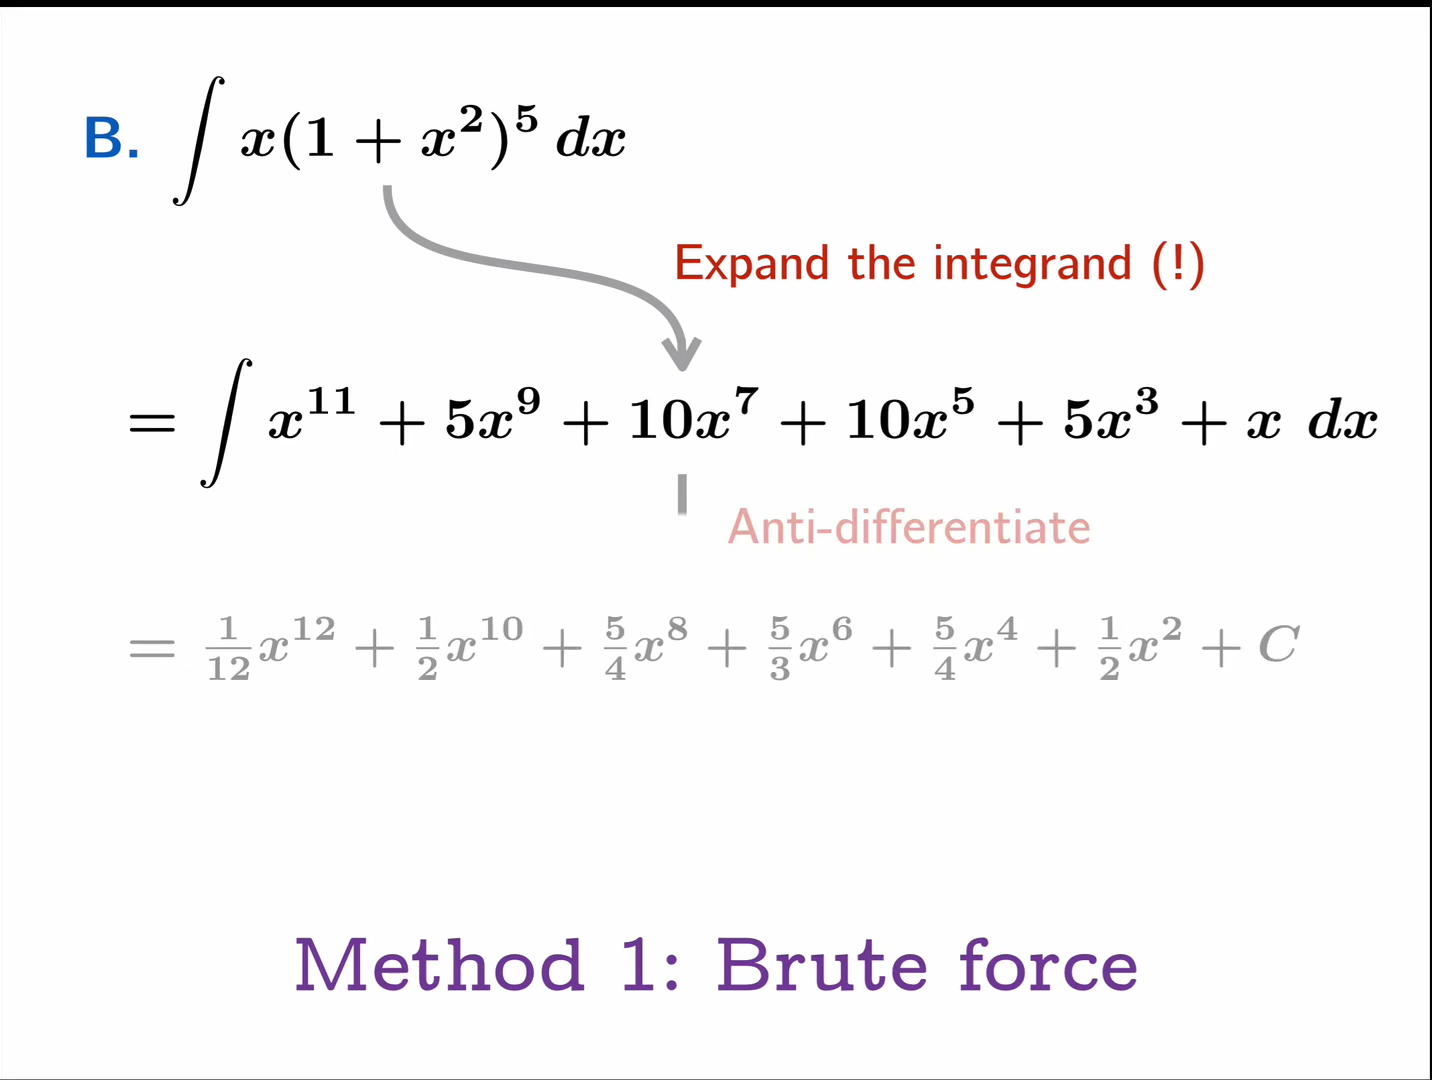 B. ∫ x(1 + x²)⁵ dx
Expand the integrand (!)
= ∫ x¹¹ + 5x⁹ + 10x⁷ + 10x⁵ + 5x³ + x dx
Anti-differentiate
= 1/12 x¹² + 1/2 x¹⁰ + 5/4 x⁸ + 5/3 x⁶ + 5/4 x⁴ + 1/2 x² + C
Method 1: Brute force